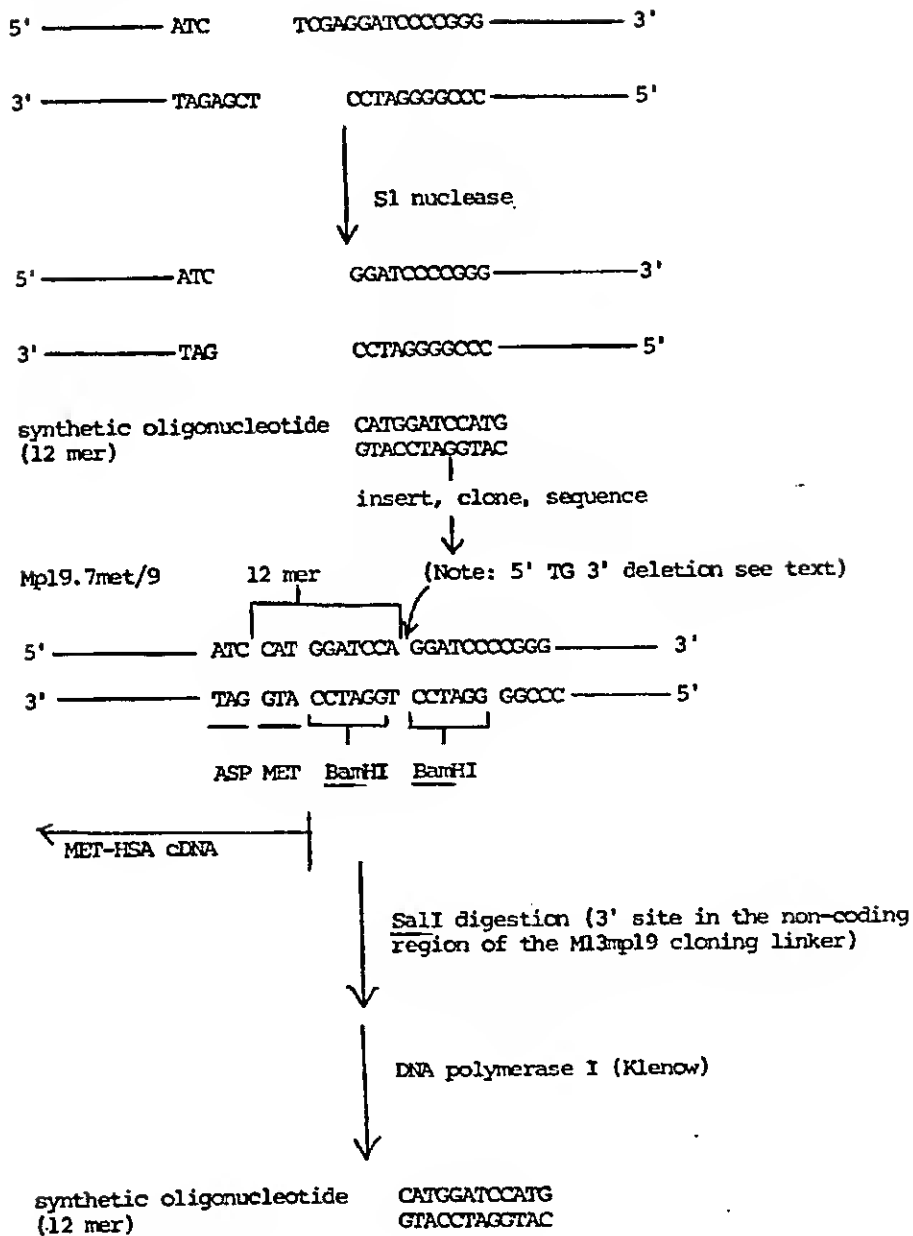 5' ATC TCGAGGATCCCCGGG 3'
3' TAGAGCT CCTAGGGGCCC 5'
S1 nuclease
5' ATC GGATCCCCGGG 3'
3' TAG CCTAGGGGCCC 5'
synthetic oligonucleotide CATGGATCCATG
(12 mer) GTACCTAGGTAC
insert, clone, sequence
Mp19.7met/9 12 mer (Note: 5' TG 3' deletion see text)
5' ATC CAT GGATCCA GGATCCCCGGG 3'
3' TAG GTA CCTAGGT CCTAGG GGCCC 5'
ASP MET BamHI BamHI
MET-HSA cDNA
SalI digestion (3' site in the non-coding
region of the M13mp19 cloning linker)
DNA polymerase I (Klenow)
synthetic oligonucleotide CATGGATCCATG
(12 mer) GTACCTAGGTAC